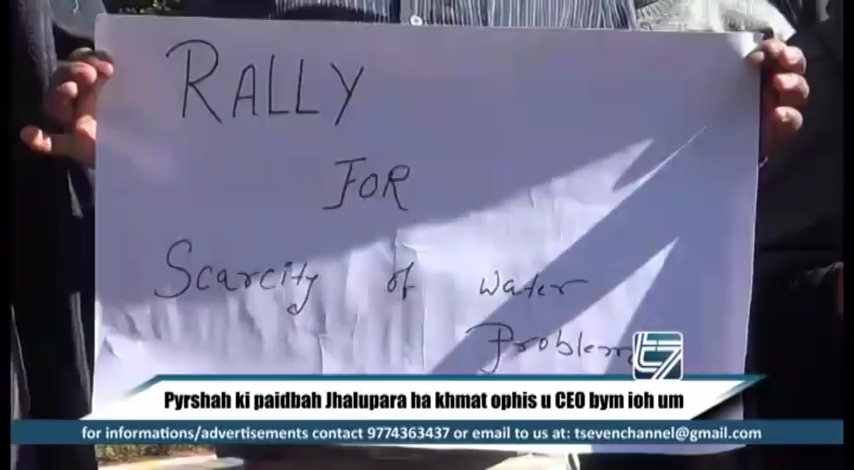 RALLY
FOR
Scarcity of water
Problem
T7
Pyrshah ki paidbah Jhalupara ha khmat ophis u CEO bym ioh um
for informations/advertisements contact 9774363437 or email to us at: tsevenchannel@gmail.com